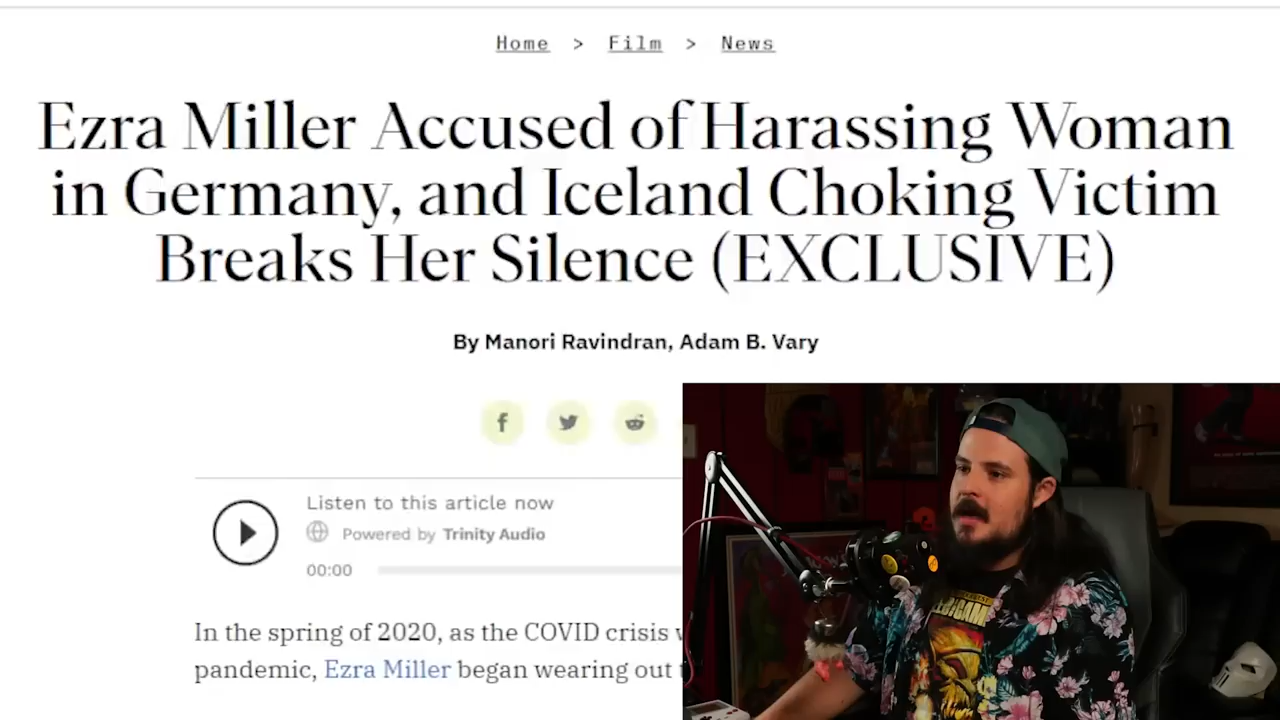 Home > Film > News
Ezra Miller Accused of Harassing Woman
in Germany, and Iceland Choking Victim
Breaks Her Silence (EXCLUSIVE)
By Manori Ravindran, Adam B. Vary
Listen to this article now
Powered by Trinity Audio
00:00
In the spring of 2020, as the COVID crisis
pandemic, Ezra Miller began wearing out